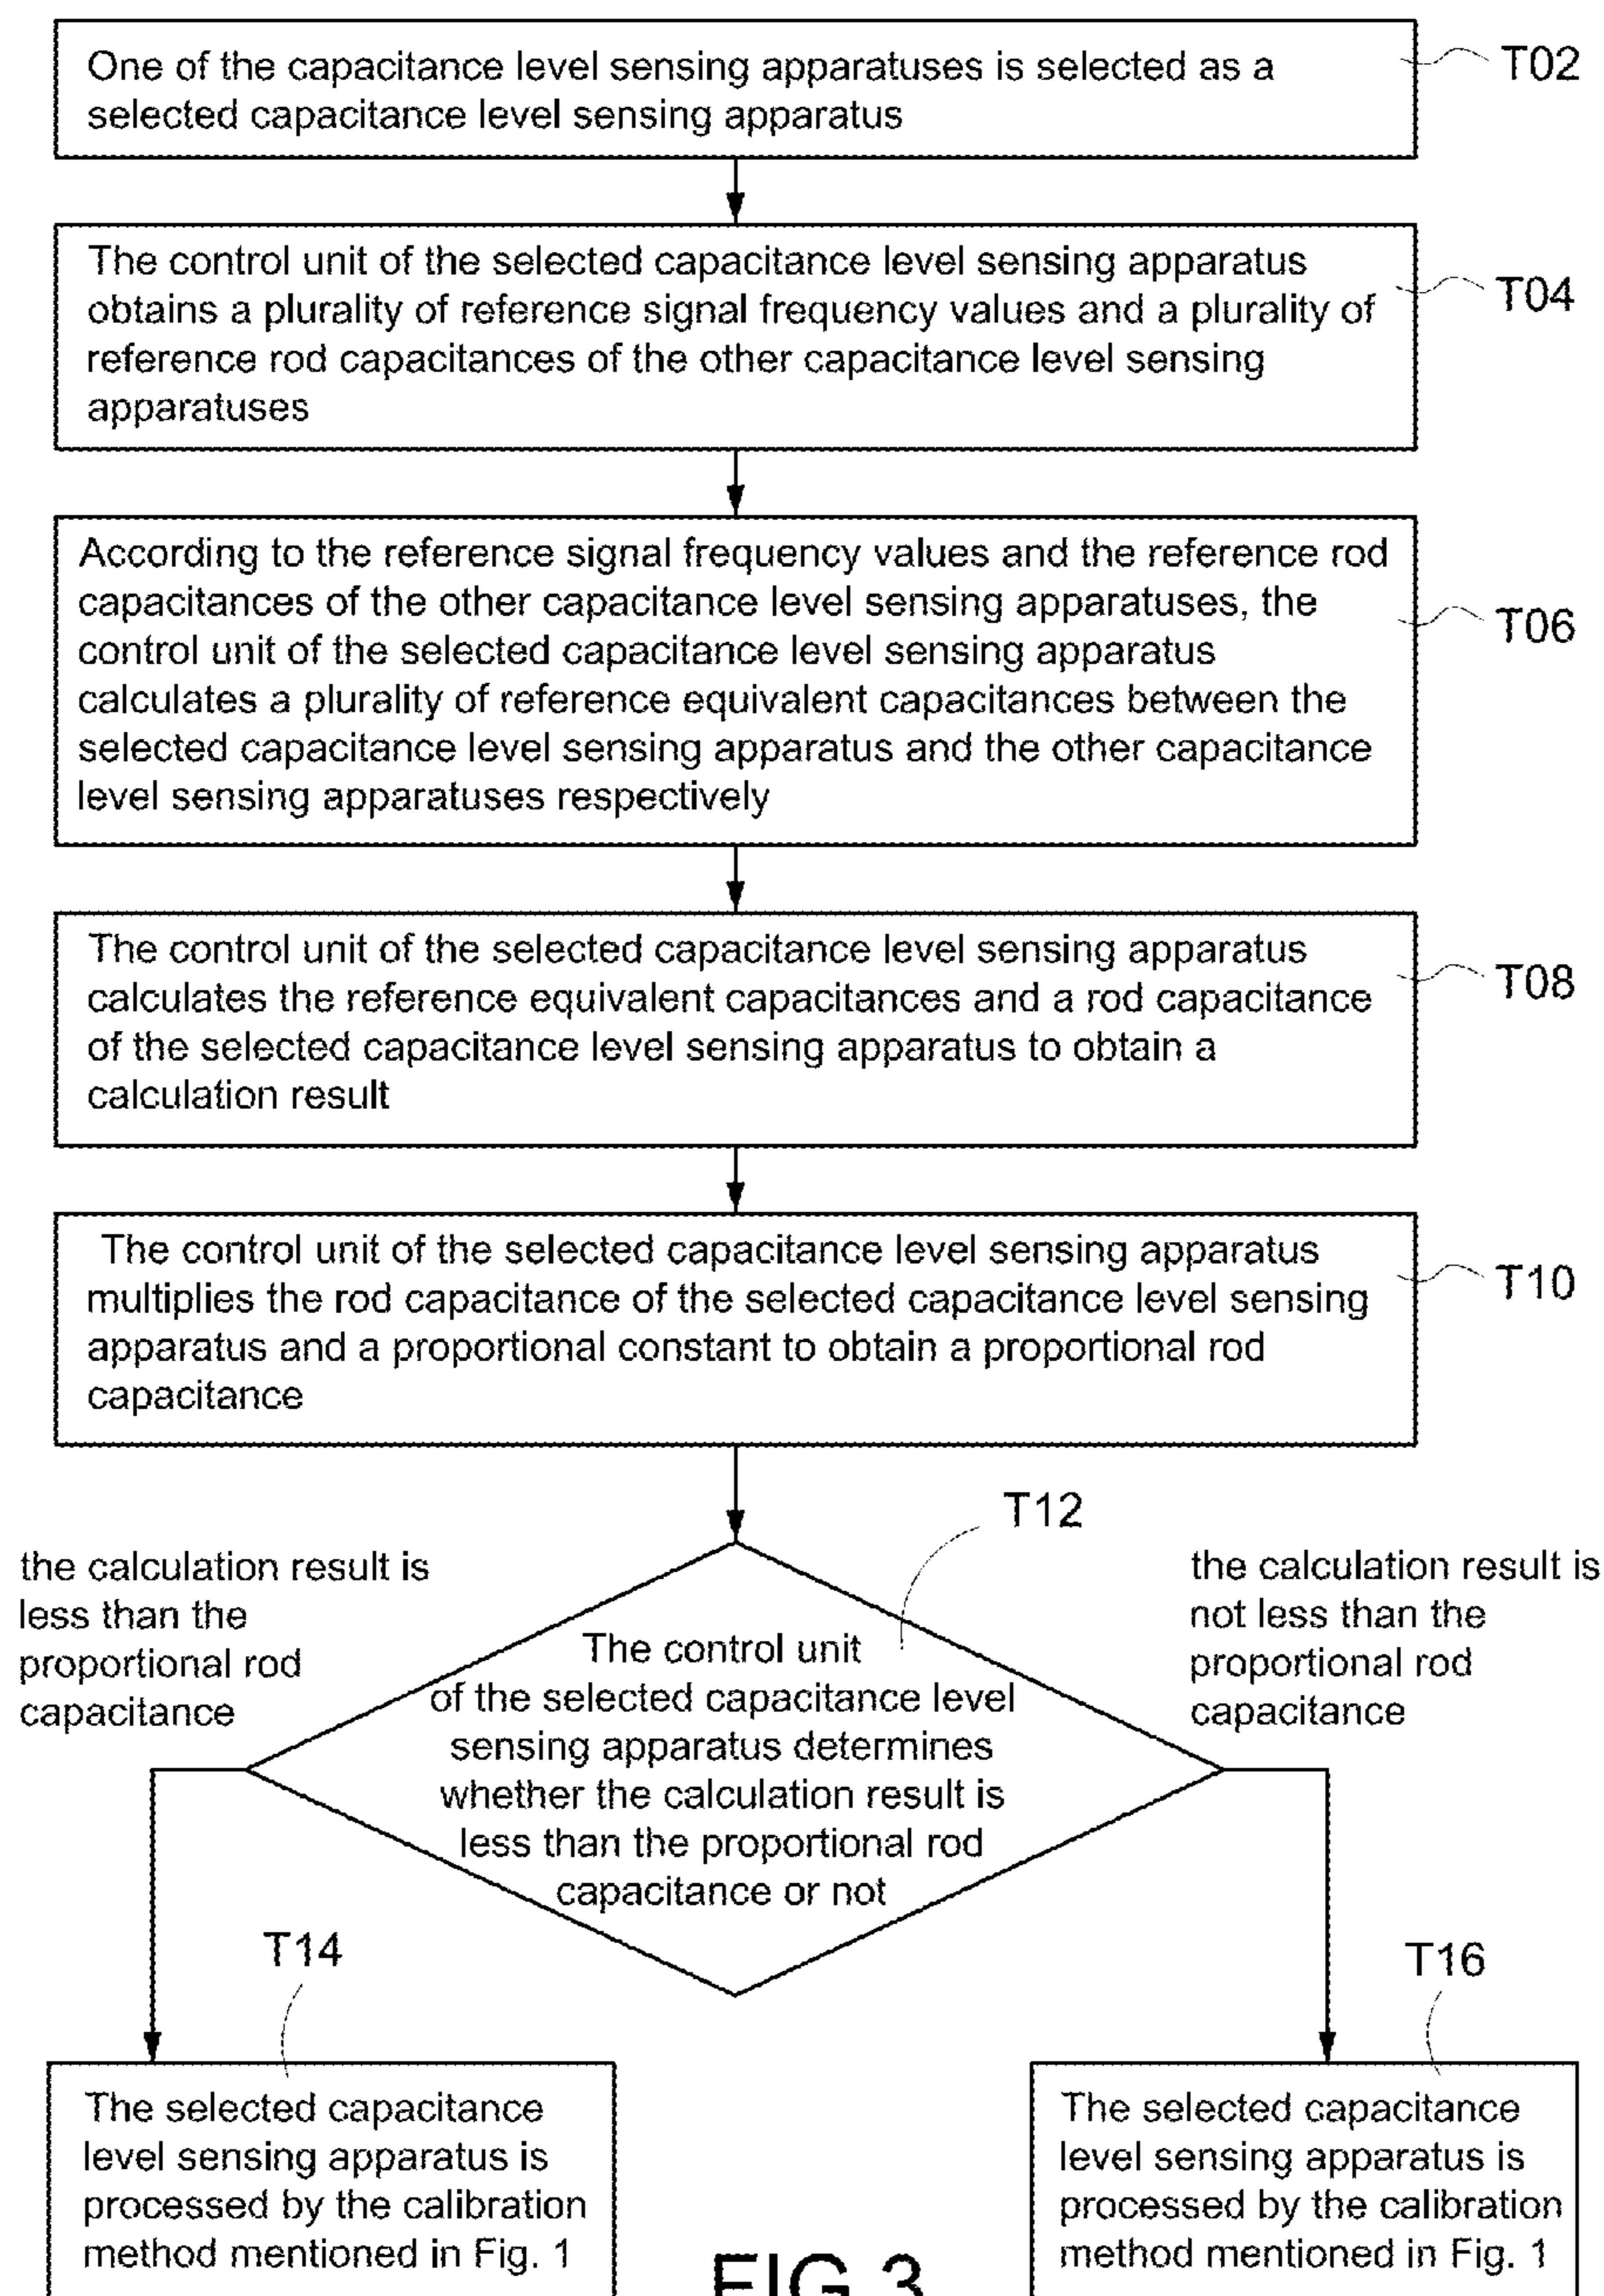 One of the capacitance level sensing apparatuses is selected as a
selected capacitance level sensing apparatus
T02
The control unit of the selected capacitance level sensing apparatus
obtains a plurality of reference signal frequency values and a plurality of
reference rod capacitances of the other capacitance level sensing
apparatuses
T04
According to the reference signal frequency values and the reference rod
capacitances of the other capacitance level sensing apparatuses, the
control unit of the selected capacitance level sensing apparatus
calculates a plurality of reference equivalent capacitances between the
selected capacitance level sensing apparatus and the other capacitance
level sensing apparatuses respectively
T06
The control unit of the selected capacitance level sensing apparatus
calculates the reference equivalent capacitances and a rod capacitance
of the selected capacitance level sensing apparatus to obtain a
calculation result
T08
The control unit of the selected capacitance level sensing apparatus
multiplies the rod capacitance of the selected capacitance level sensing
apparatus and a proportional constant to obtain a proportional rod
capacitance
T10
T12
the calculation result is
less than the
proportional rod
capacitance
The control unit
of the selected capacitance level
sensing apparatus determines
whether the calculation result is
less than the proportional rod
capacitance or not
the calculation result is
not less than the
proportional rod
capacitance
T14
The selected capacitance
level sensing apparatus is
processed by the calibration
method mentioned in Fig. 1
T16
The selected capacitance
level sensing apparatus is
processed by the calibration
method mentioned in Fig. 1
FIG.3